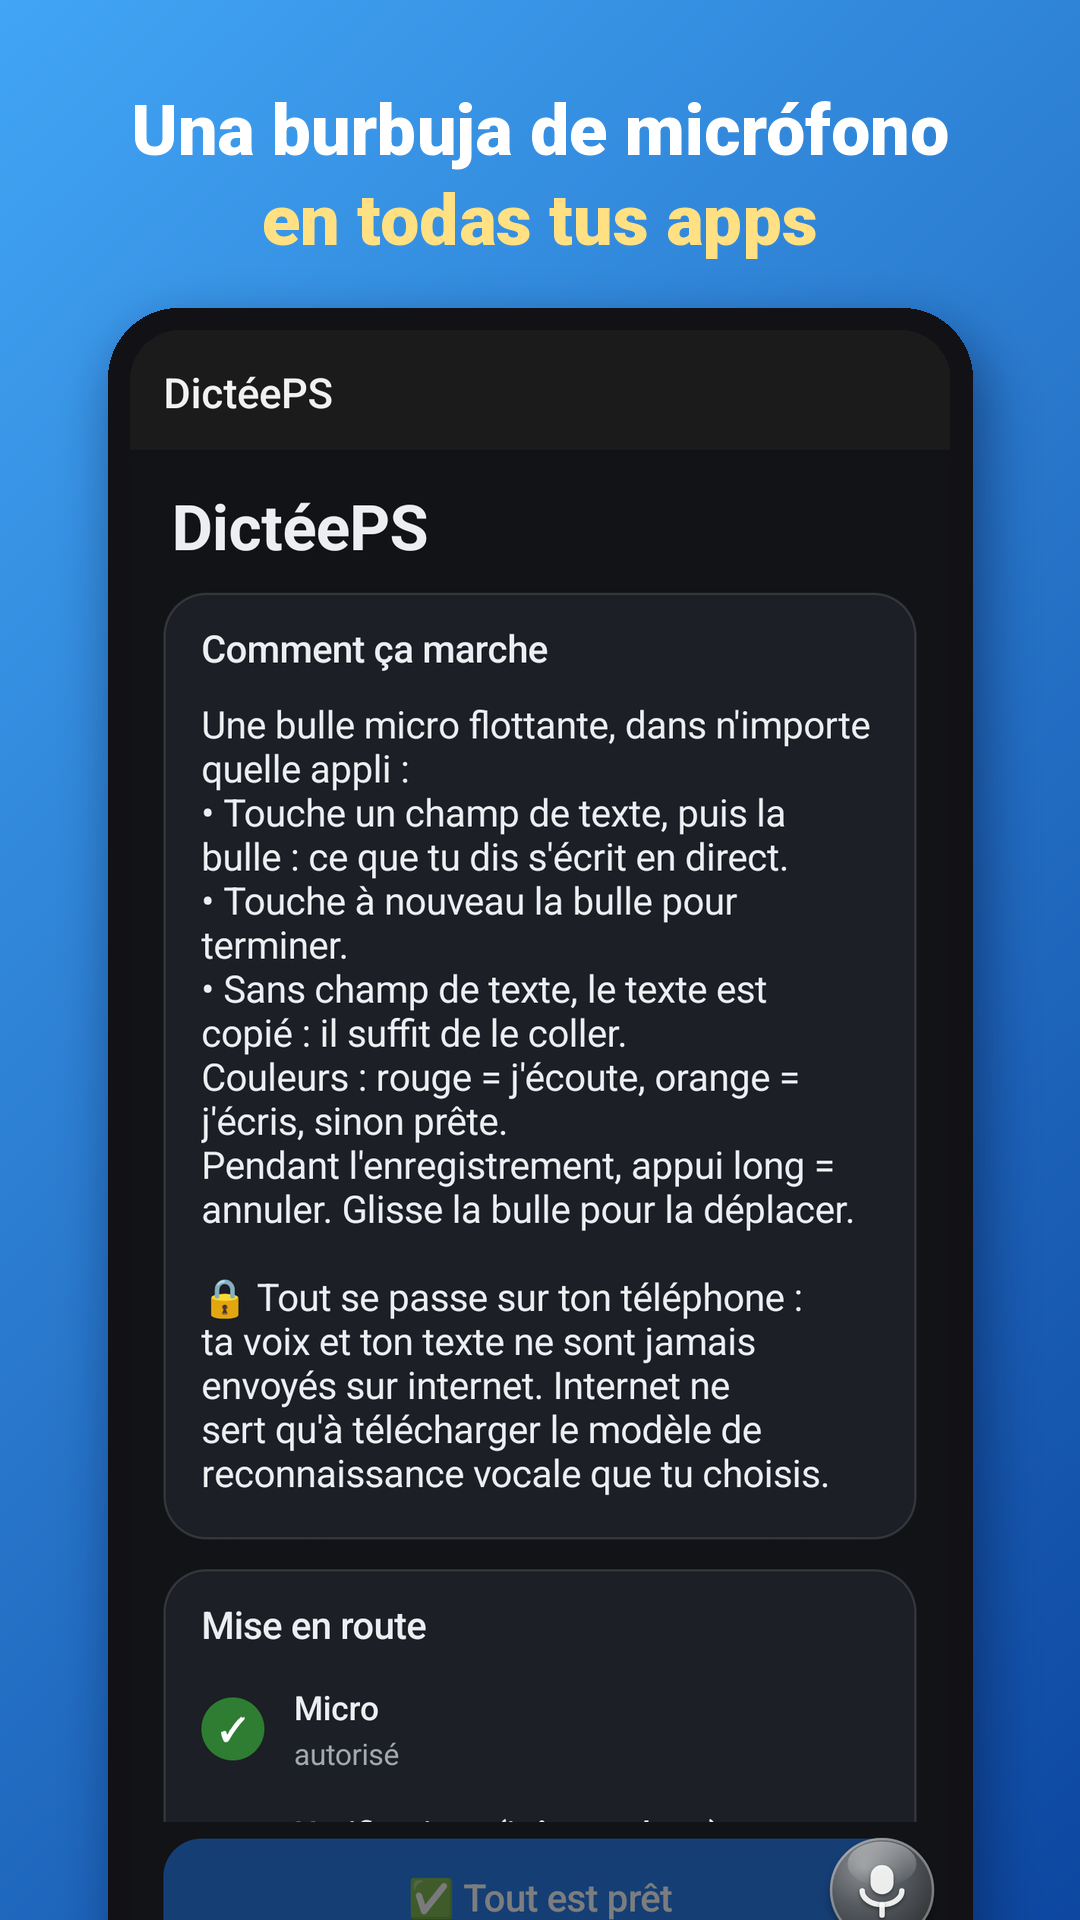 Una burbuja de micrófono
en todas tus apps
DictéePS
DictéePS
Comment ça marche
Une bulle micro flottante, dans n'importe
quelle appli :
• Touche un champ de texte, puis la
bulle : ce que tu dis s'écrit en direct.
• Touche à nouveau la bulle pour
terminer.
• Sans champ de texte, le texte est
copié : il suffit de le coller.
Couleurs : rouge = j'écoute, orange =
j'écris, sinon prête.
Pendant l'enregistrement, appui long =
annuler. Glisse la bulle pour la déplacer.
🔒 Tout se passe sur ton téléphone :
ta voix et ton texte ne sont jamais
envoyés sur internet. Internet ne
sert qu'à télécharger le modèle de
reconnaissance vocale que tu choisis.
Mise en route
✓ Micro
autorisé
✅ Tout est prêt